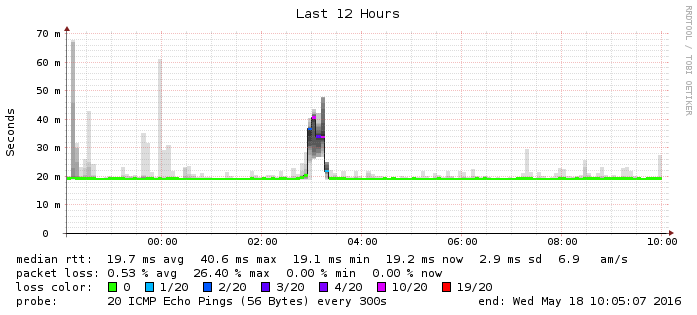 Last 12 Hours
RRDTOOL / TOBI OETIKER
70 m
60 m
50 m
40 m
30 m
20 m
10 m
0
Seconds
00:00 02:00 04:00 06:00 08:00 10:00
median rtt: 19.7 ms avg 40.6 ms max 19.1 ms min 19.2 ms now 2.9 ms sd 6.9 am/s
packet loss: 0.53 % avg 26.40 % max 0.00 % min 0.00 % now
loss color: 0 1/20 2/20 3/20 4/20 10/20 19/20
probe: 20 ICMP Echo Pings (56 Bytes) every 300s end: Wed May 18 10:05:07 2016